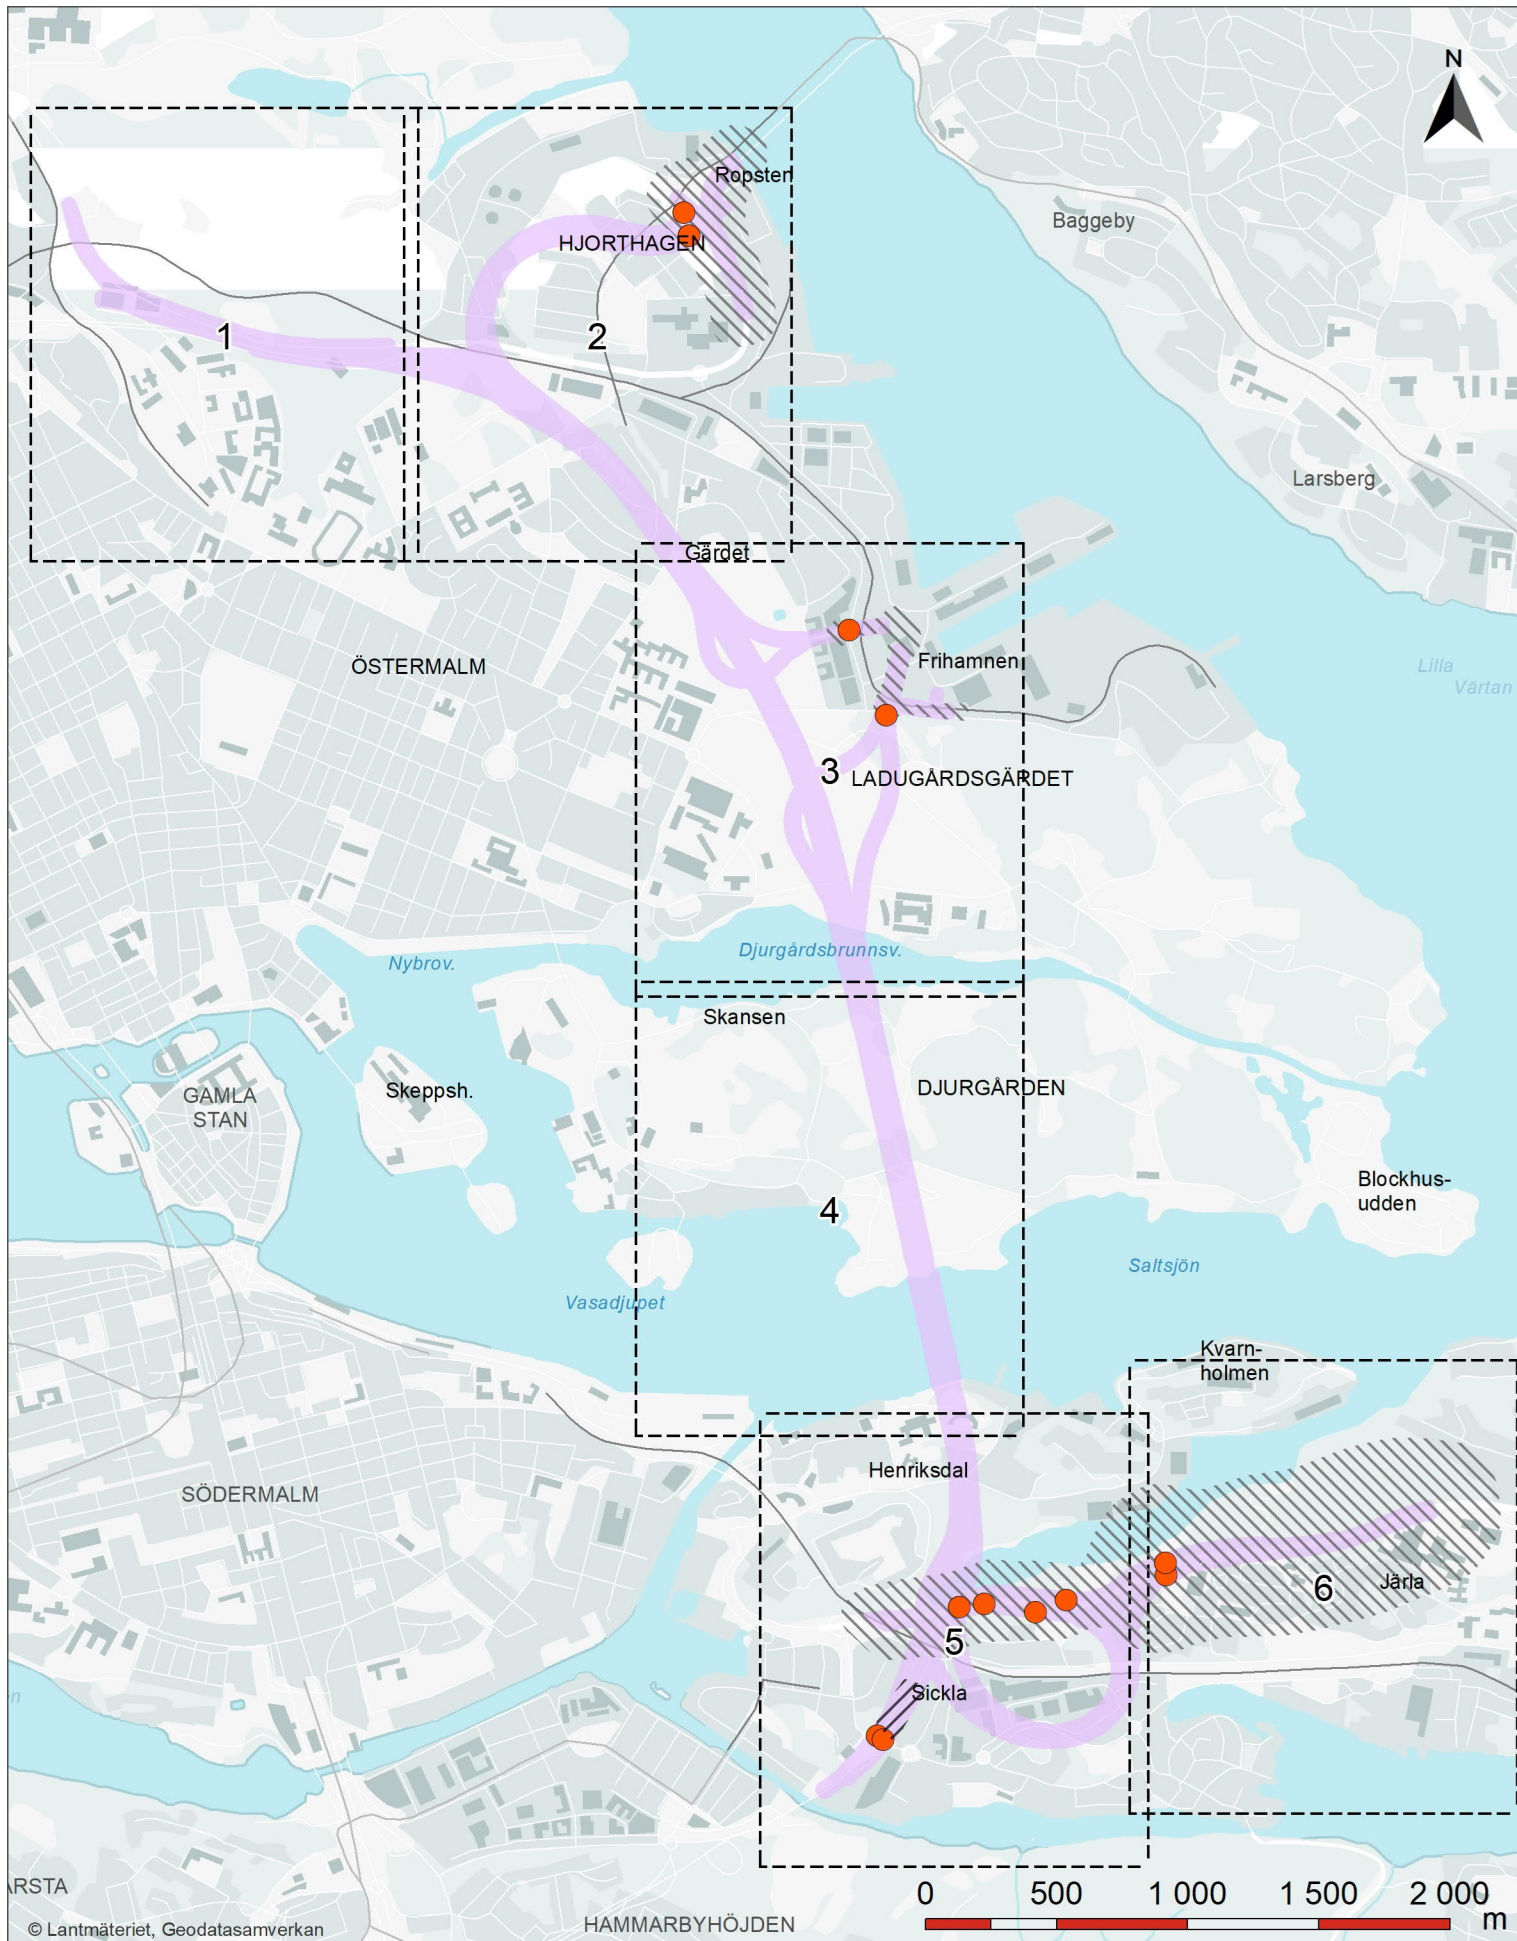 N
Ropsten
Baggeby
HJORTHAGEN
1
2
Larsberg
Gärdet
ÖSTERMALM
Frihamnen
Lilla
Värtan
3
LADUGÅRDSGÄRDET
Djurgårdsbrunnsv.
Nybrov.
Skansen
DJURGÅRDEN
Skeppsh.
GAMLA
STAN
Blockhus-
udden
4
Saltsjön
Vasadjupet
Kvarn-
holmen
Henriksdal
SÖDERMALM
Järla
6
5
Sickla
ARSTA
0 500 1 000 1 500 2 000
m
© Lantmäteriet, Geodatasamverkan
HAMMARBYHÖJDEN